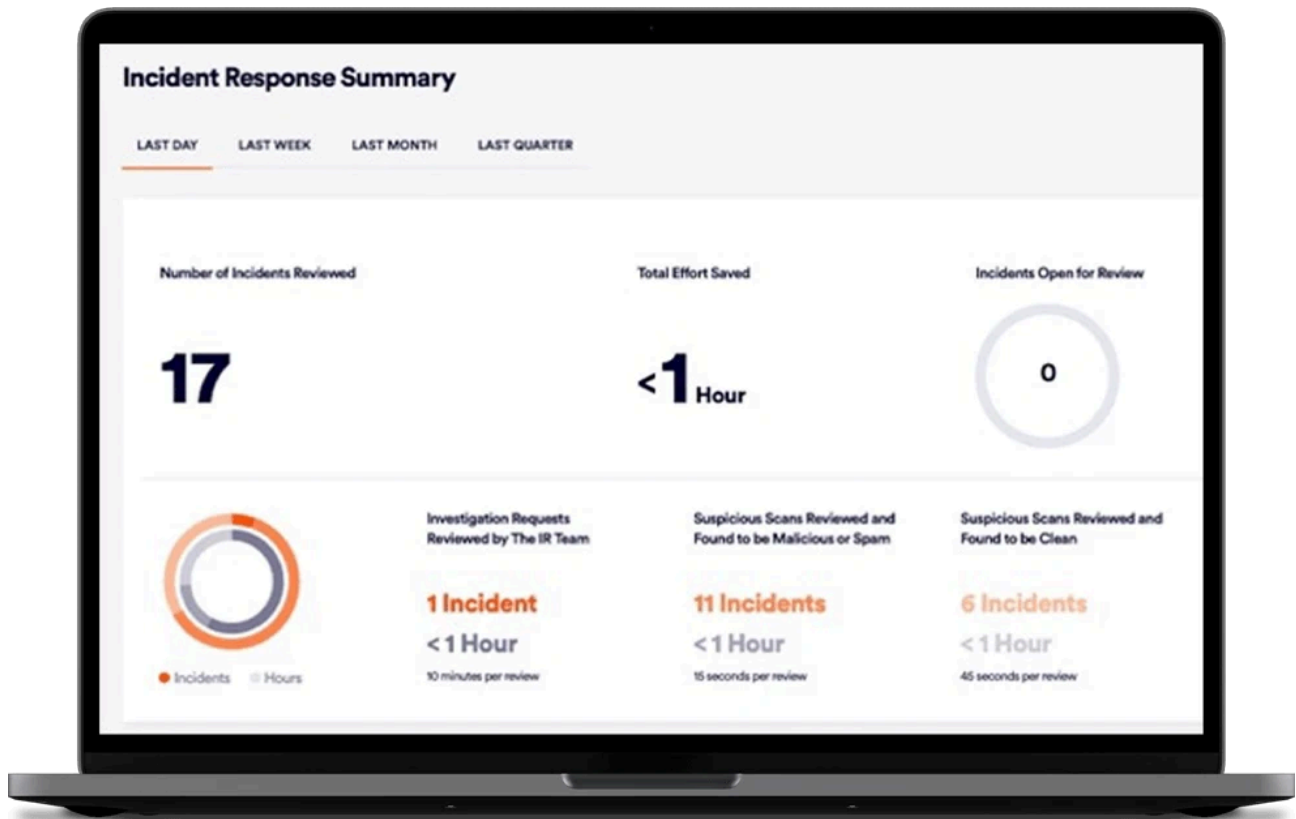 Incident Response Summary
LAST DAY
LAST WEEK
LAST MONTH
LAST QUARTER
Number of Incidents Reviewed
17
Total Effort Saved
<1 Hour
Incidents Open for Review
0
Incidents
Hours
Investigation Requests
Reviewed by The IR Team
1 Incident
< 1 Hour
10 minutes per review
Suspicious Scans Reviewed and
Found to be Malicious or Spam
11 Incidents
< 1 Hour
15 seconds per review
Suspicious Scans Reviewed and
Found to be Clean
6 Incidents
< 1 Hour
45 seconds per review